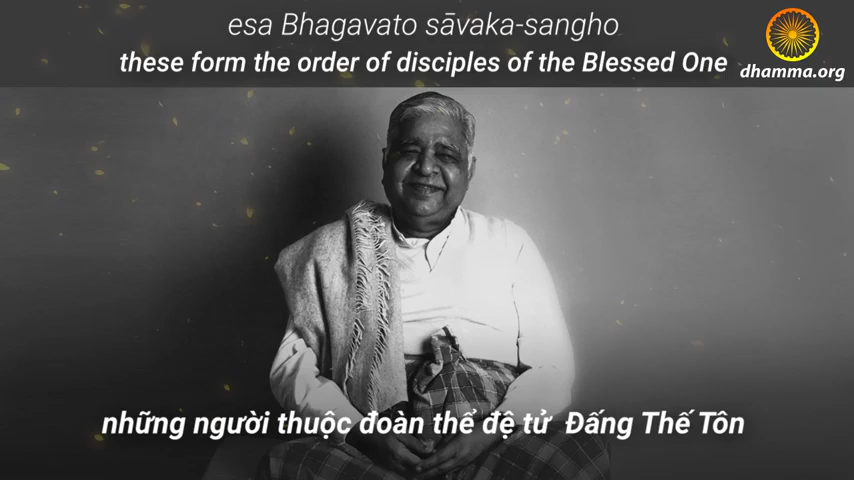 esa Bhagavato sāvaka-sangho
these form the order of disciples of the Blessed One
dhamma.org
những người thuộc đoàn thể đệ tử Đấng Thế Tôn